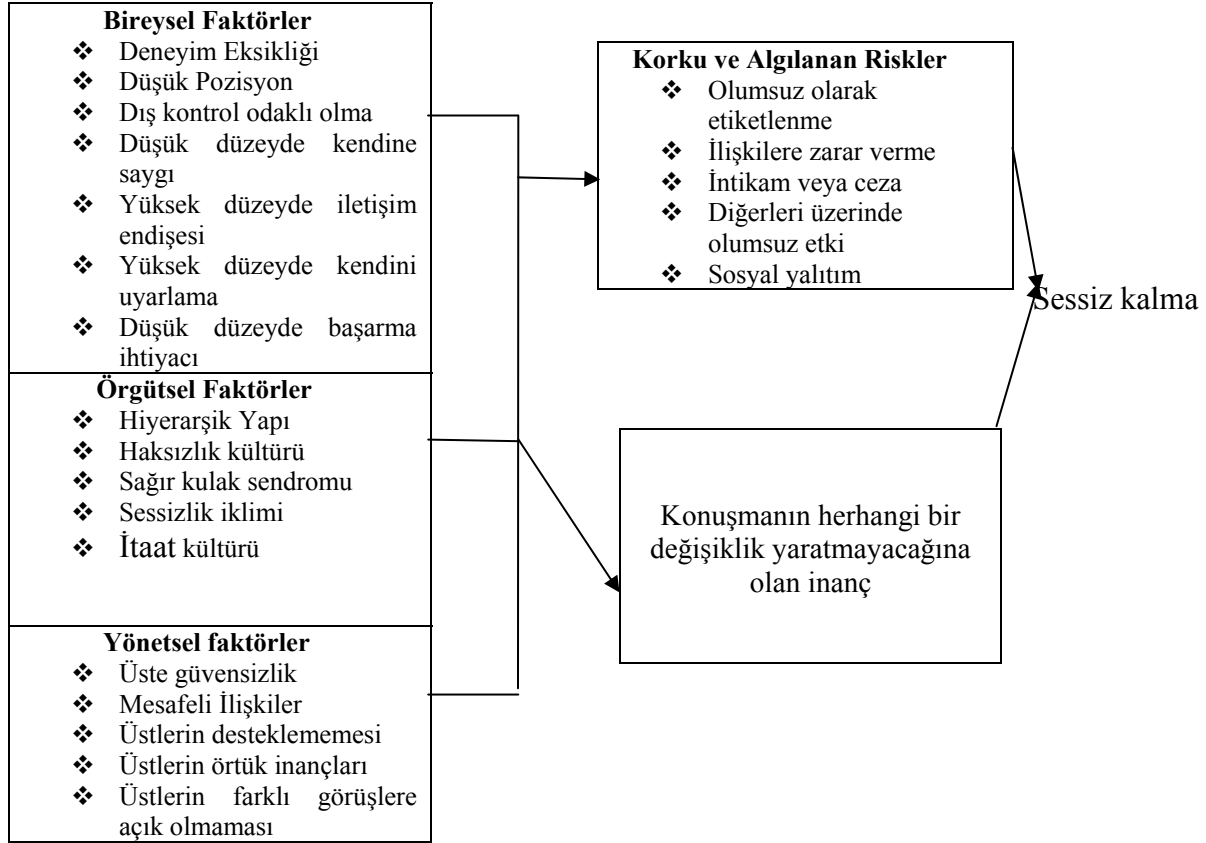 Bireysel Faktörler
❖ Deneyim Eksikliği
❖ Düşük Pozisyon
❖ Dış kontrol odaklı olma
❖ Düşük düzeyde kendine
saygı
❖ Yüksek düzeyde iletişim
endişesi
❖ Yüksek düzeyde kendini
uyarlama
❖ Düşük düzeyde başarma
ihtiyacı
Örgütsel Faktörler
❖ Hiyerarşik Yapı
❖ Haksızlık kültürü
❖ Sağır kulak sendromu
❖ Sessizlik iklimi
❖ İtaat kültürü
Yönetsel faktörler
❖ Üste güvensizlik
❖ Mesafeli İlişkiler
❖ Üstlerin desteklememesi
❖ Üstlerin örtük inançları
❖ Üstlerin farklı görüşlere
açık olmaması
Korku ve Algılanan Riskler
❖ Olumsuz olarak
etiketlenme
❖ İlişkilere zarar verme
❖ İntikam veya ceza
❖ Diğerleri üzerinde
olumsuz etki
❖ Sosyal yalıtım
Konuşmanın herhangi bir
değişiklik yaratmayacağına
olan inanç
Sessiz kalma